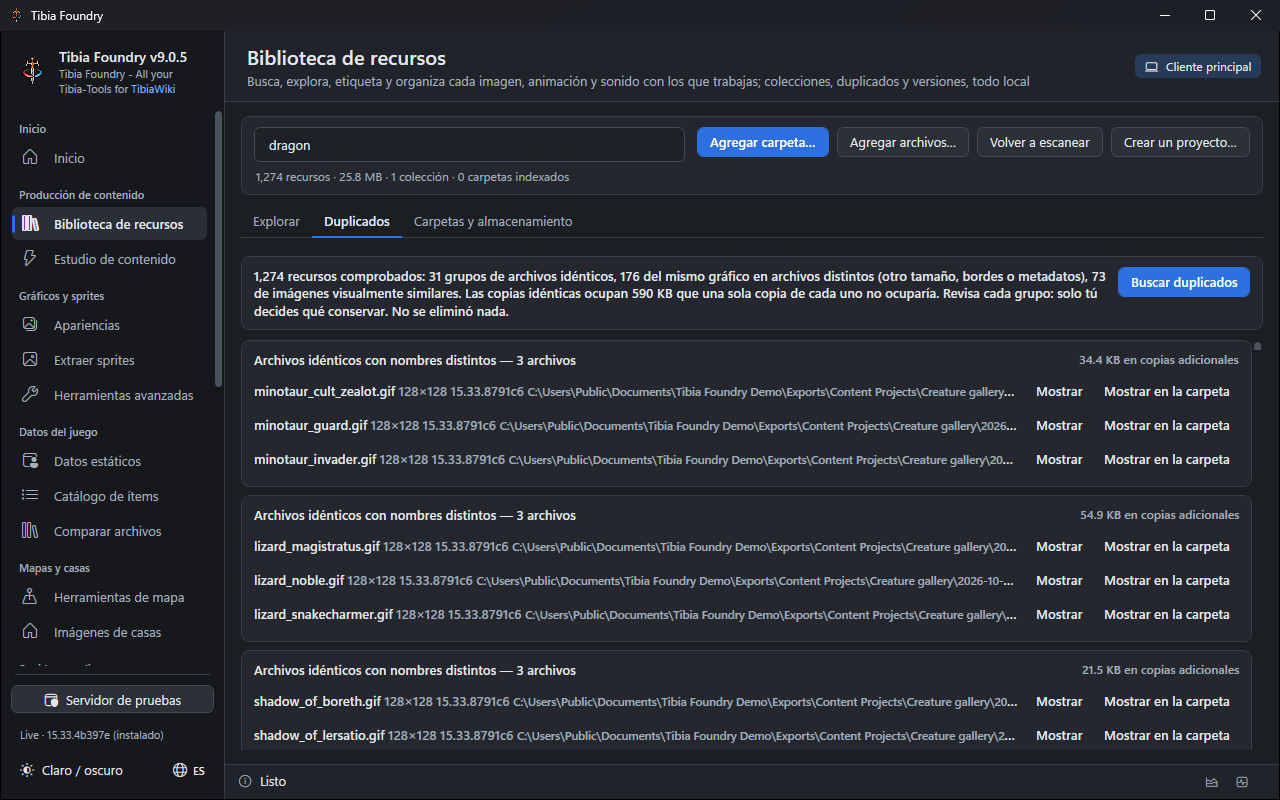 Tibia Foundry
Tibia Foundry v9.0.5
Tibia Foundry - All your
Tibia-Tools for TibiaWiki
Inicio
Inicio
Producción de contenido
Biblioteca de recursos
Estudio de contenido
Gráficos y sprites
Apariencias
Extraer sprites
Herramientas avanzadas
Datos del juego
Datos estáticos
Catálogo de ítems
Comparar archivos
Mapas y casas
Herramientas de mapa
Imágenes de casas
Servidor de pruebas
Live · 15.33.4b397e (instalado)
Claro / oscuro
ES
Biblioteca de recursos
Busca, explora, etiqueta y organiza cada imagen, animación y sonido con los que trabajas; colecciones, duplicados y versiones, todo local
Cliente principal
dragon
Agregar carpeta...
Agregar archivos...
Volver a escanear
Crear un proyecto...
1,274 recursos · 25.8 MB · 1 colección · 0 carpetas indexados
Explorar
Duplicados
Carpetas y almacenamiento
1,274 recursos comprobados: 31 grupos de archivos idénticos, 176 del mismo gráfico en archivos distintos (otro tamaño, bordes o metadatos), 73
de imágenes visualmente similares. Las copias idénticas ocupan 590 KB que una sola copia de cada uno no ocuparía. Revisa cada grupo: solo tú
decides qué conservar. No se eliminó nada.
Buscar duplicados
Archivos idénticos con nombres distintos — 3 archivos
34.4 KB en copias adicionales
minotaur_cult_zealot.gif 128×128 15.33.8791c6 C:\Users\Public\Documents\Tibia Foundry Demo\Exports\Content Projects\Creature gallery...
Mostrar
Mostrar en la carpeta
minotaur_guard.gif 128×128 15.33.8791c6 C:\Users\Public\Documents\Tibia Foundry Demo\Exports\Content Projects\Creature gallery\2026...
Mostrar
Mostrar en la carpeta
minotaur_invader.gif 128×128 15.33.8791c6 C:\Users\Public\Documents\Tibia Foundry Demo\Exports\Content Projects\Creature gallery\20...
Mostrar
Mostrar en la carpeta
Archivos idénticos con nombres distintos — 3 archivos
54.9 KB en copias adicionales
lizard_magistratus.gif 128×128 15.33.8791c6 C:\Users\Public\Documents\Tibia Foundry Demo\Exports\Content Projects\Creature gallery\20...
Mostrar
Mostrar en la carpeta
lizard_noble.gif 128×128 15.33.8791c6 C:\Users\Public\Documents\Tibia Foundry Demo\Exports\Content Projects\Creature gallery\2026-10-...
Mostrar
Mostrar en la carpeta
lizard_snakecharmer.gif 128×128 15.33.8791c6 C:\Users\Public\Documents\Tibia Foundry Demo\Exports\Content Projects\Creature gallery\...
Mostrar
Mostrar en la carpeta
Archivos idénticos con nombres distintos — 3 archivos
21.5 KB en copias adicionales
shadow_of_boreth.gif 128×128 15.33.8791c6 C:\Users\Public\Documents\Tibia Foundry Demo\Exports\Content Projects\Creature gallery\20...
Mostrar
Mostrar en la carpeta
shadow_of_lersatio.gif 128×128 15.33.8791c6 C:\Users\Public\Documents\Tibia Foundry Demo\Exports\Content Projects\Creature gallery\2...
Mostrar
Mostrar en la carpeta
Listo